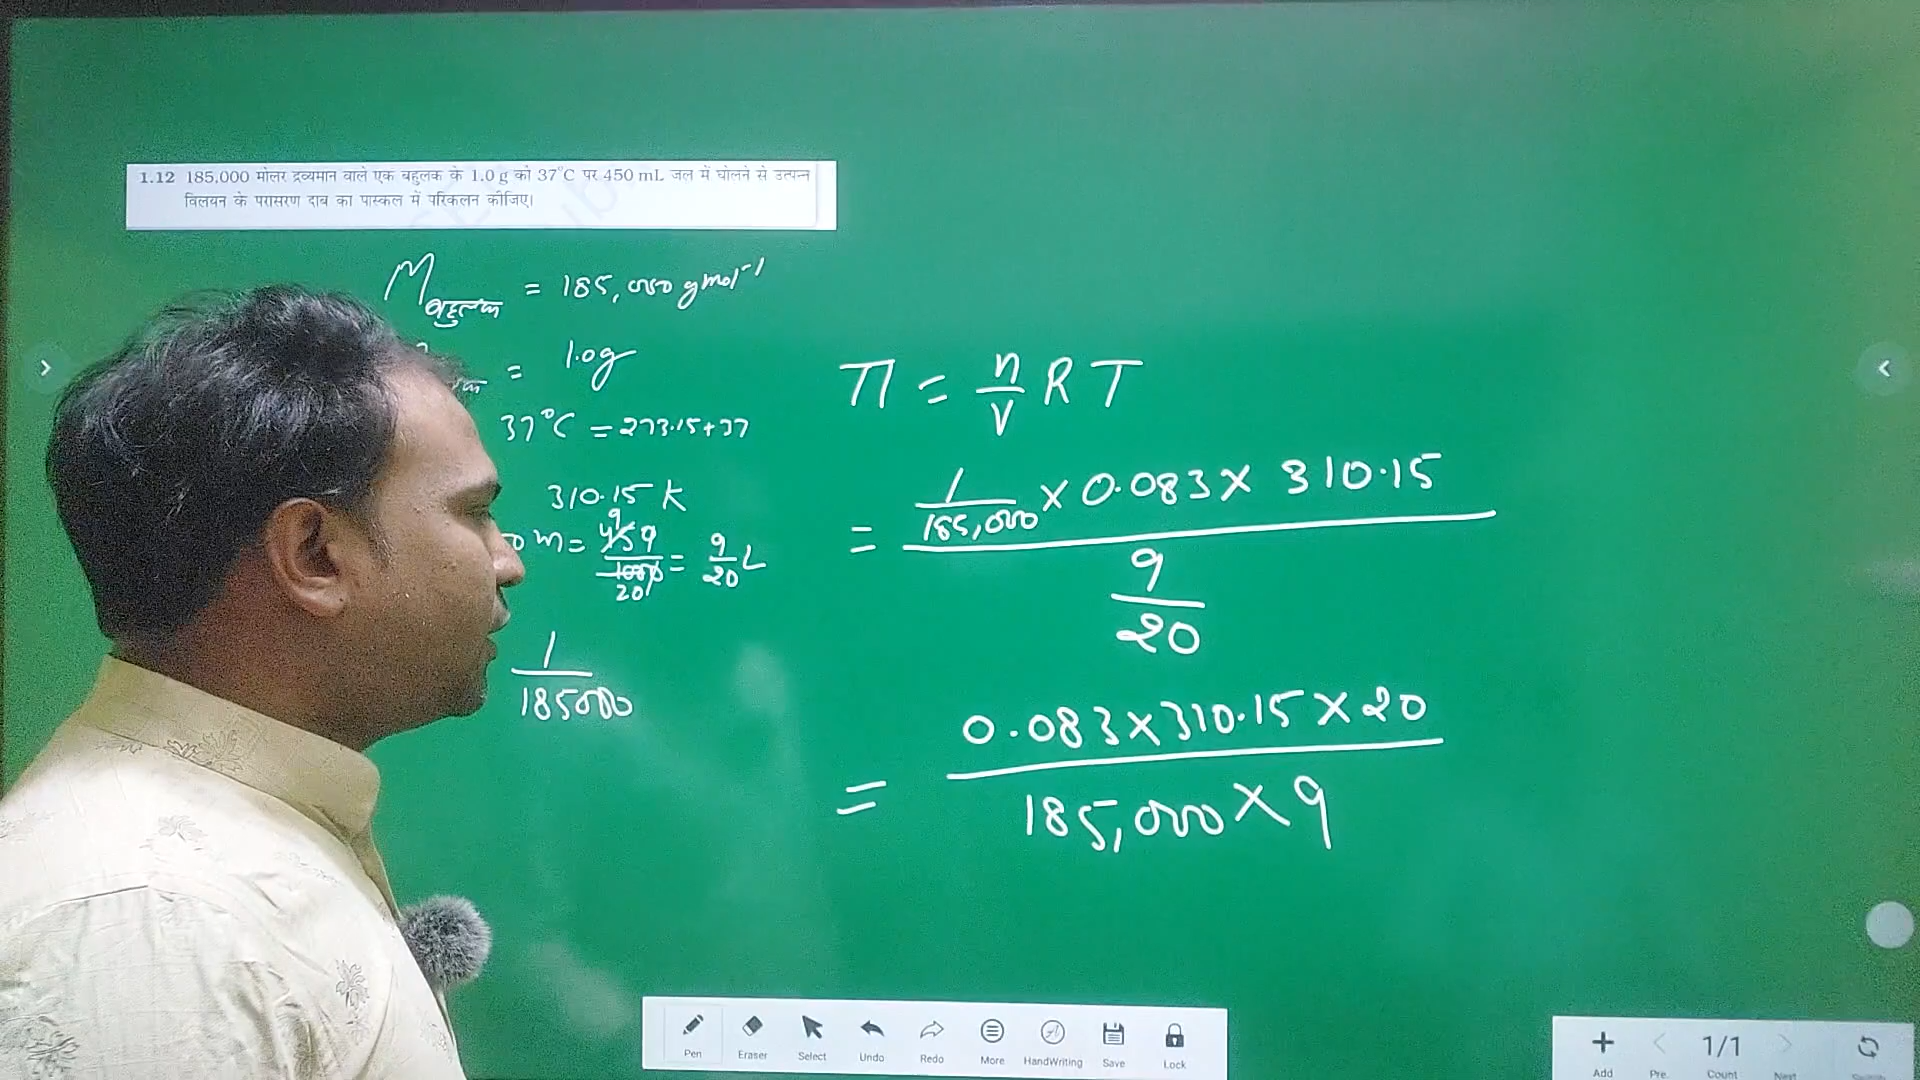 1.12 185,000 मोलर द्रव्यमान वाले एक बहुलक के 1.0 g को 37°C पर 450 mL जल में घोलने से उत्पन्न
विलयन के परासरण दाब का पास्कल में परिकलन कीजिए।
M बहुलक = 185,000 g mol⁻¹
= 1.0g
37°C = 273.15+37
310.15 K
= 9/20 L
1/185000
π = n/V RT
= 1/185,000 × 0.083 × 310.15
9/20
= 0.083×310.15×20
185,000×9
Pen Eraser Select Undo Redo More HandWriting Save Lock
Add Pre 1/1 Count Next